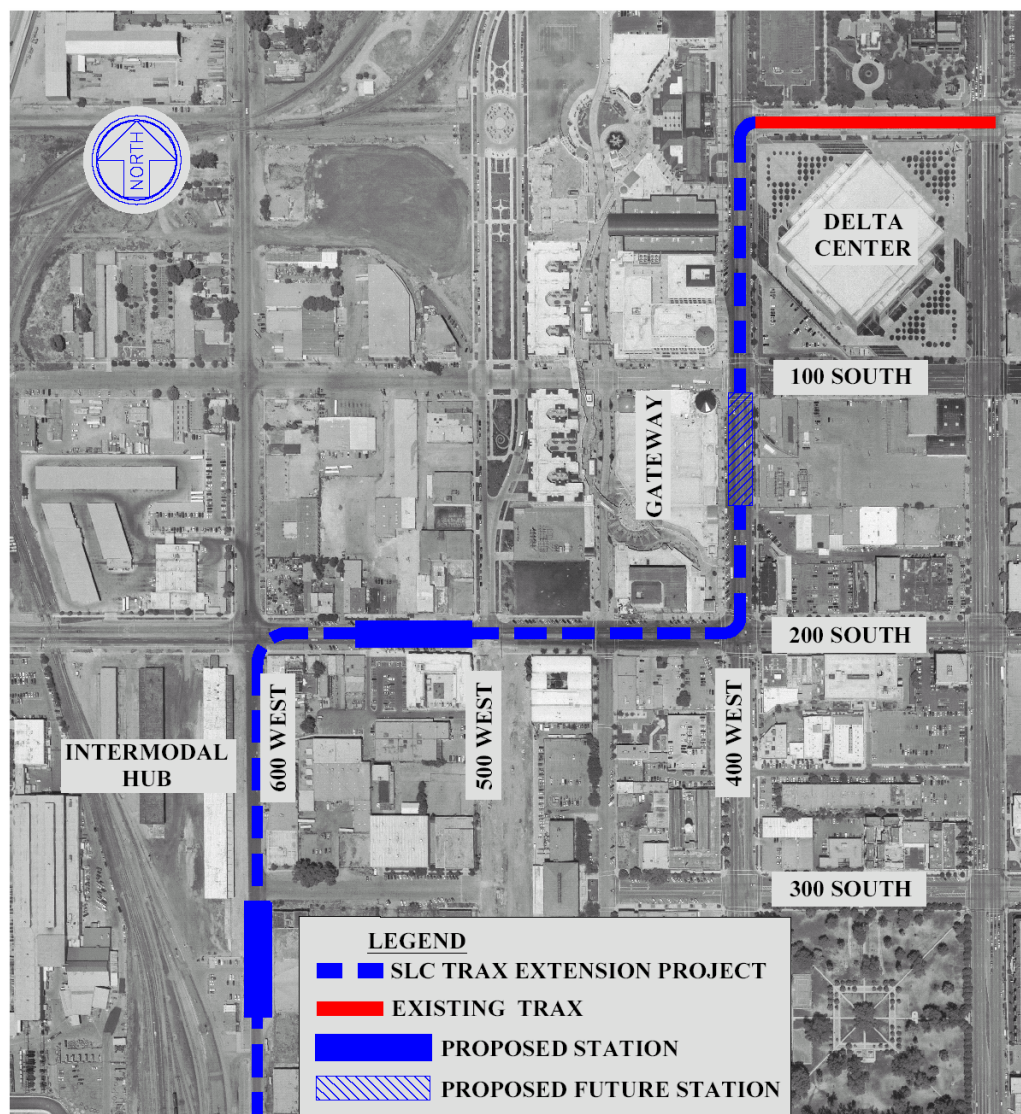 NORTH
DELTA
CENTER
100 SOUTH
GATEWAY
200 SOUTH
INTERMODAL
HUB
600 WEST
500 WEST
400 WEST
300 SOUTH
LEGEND
SLC TRAX EXTENSION PROJECT
EXISTING TRAX
PROPOSED STATION
PROPOSED FUTURE STATION